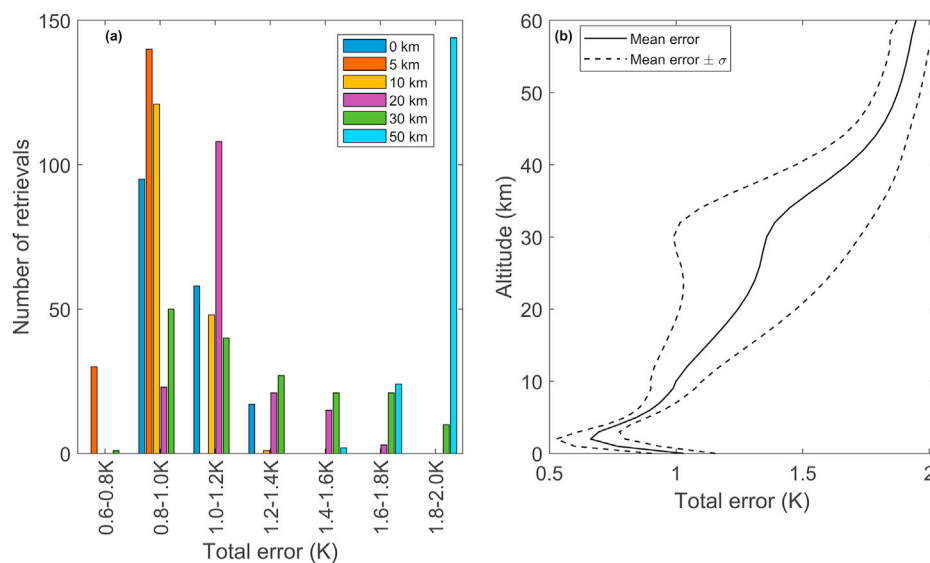 (a)
0 km
5 km
10 km
20 km
30 km
50 km
150
100
50
0
Number of retrievals
0.6-0.8K
0.8-1.0K
1.0-1.2K
1.2-1.4K
1.4-1.6K
1.6-1.8K
1.8-2.0K
Total error (K)
(b)
Mean error
Mean error ± σ
60
50
40
30
20
10
0
Altitude (km)
0.5
1
1.5
2
Total error (K)